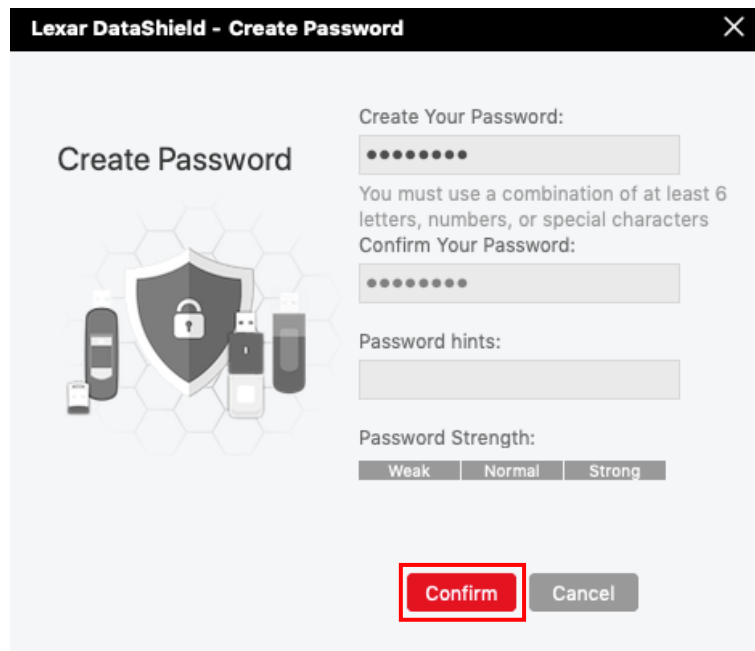 Lexar DataShield - Create Password
Create Password
Create Your Password:
●●●●●●●●
You must use a combination of at least 6
letters, numbers, or special characters
Confirm Your Password:
●●●●●●●●
Password hints:
Password Strength:
Weak Normal Strong
Confirm Cancel